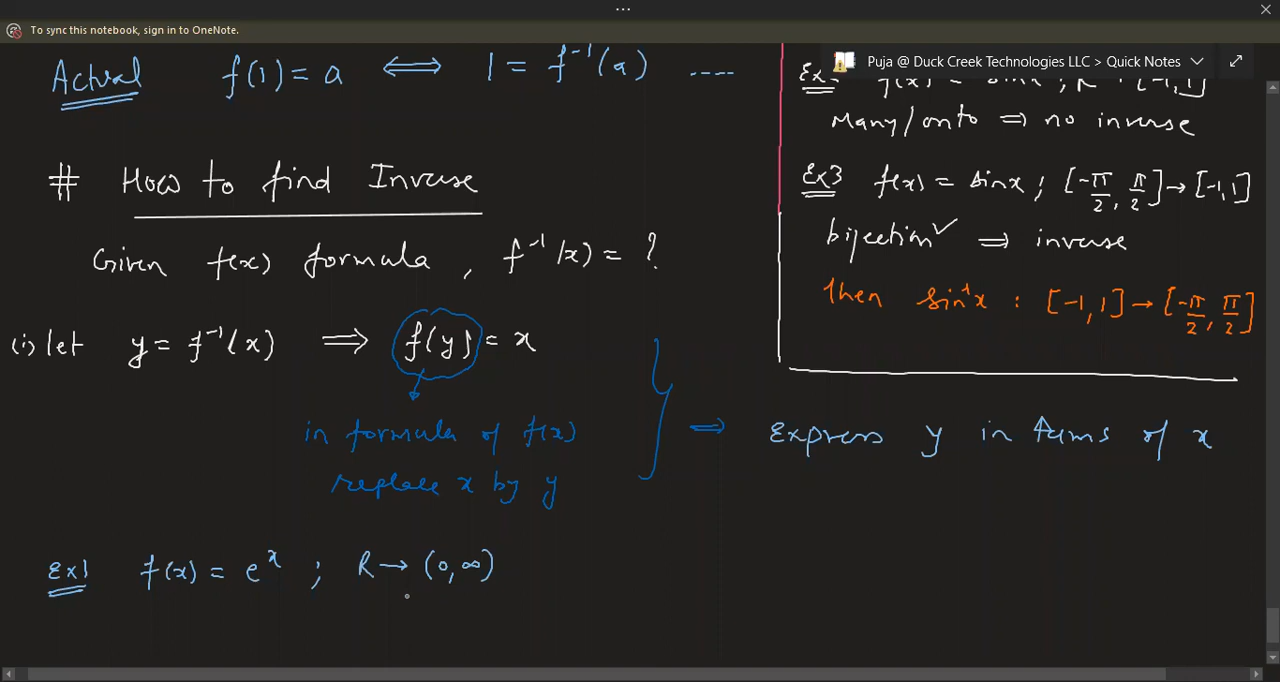 ...
To sync this notebook, sign in to OneNote.
Puja @ Duck Creek Technologies LLC > Quick Notes
Actual f(1) = a ⟺ 1 = f⁻¹(a) ----
# How to find Inverse
Given f(x) formula, f⁻¹(x) = ?
(i) let y = f⁻¹(x) ⟹ f(y) = x
in formula of f(x)
replace x by y
⟹ Express y in terms of x
Ex1 f(x) = eˣ ; R → (0, ∞)
f(x) = sinx ; R → [-1, 1]
Many/onto ⟹ no inverse
Ex3 f(x) = sinx ; [-π/2, π/2] → [-1, 1]
bijection ✓ ⟹ inverse
then sin⁻¹x : [-1, 1] → [-π/2, π/2]